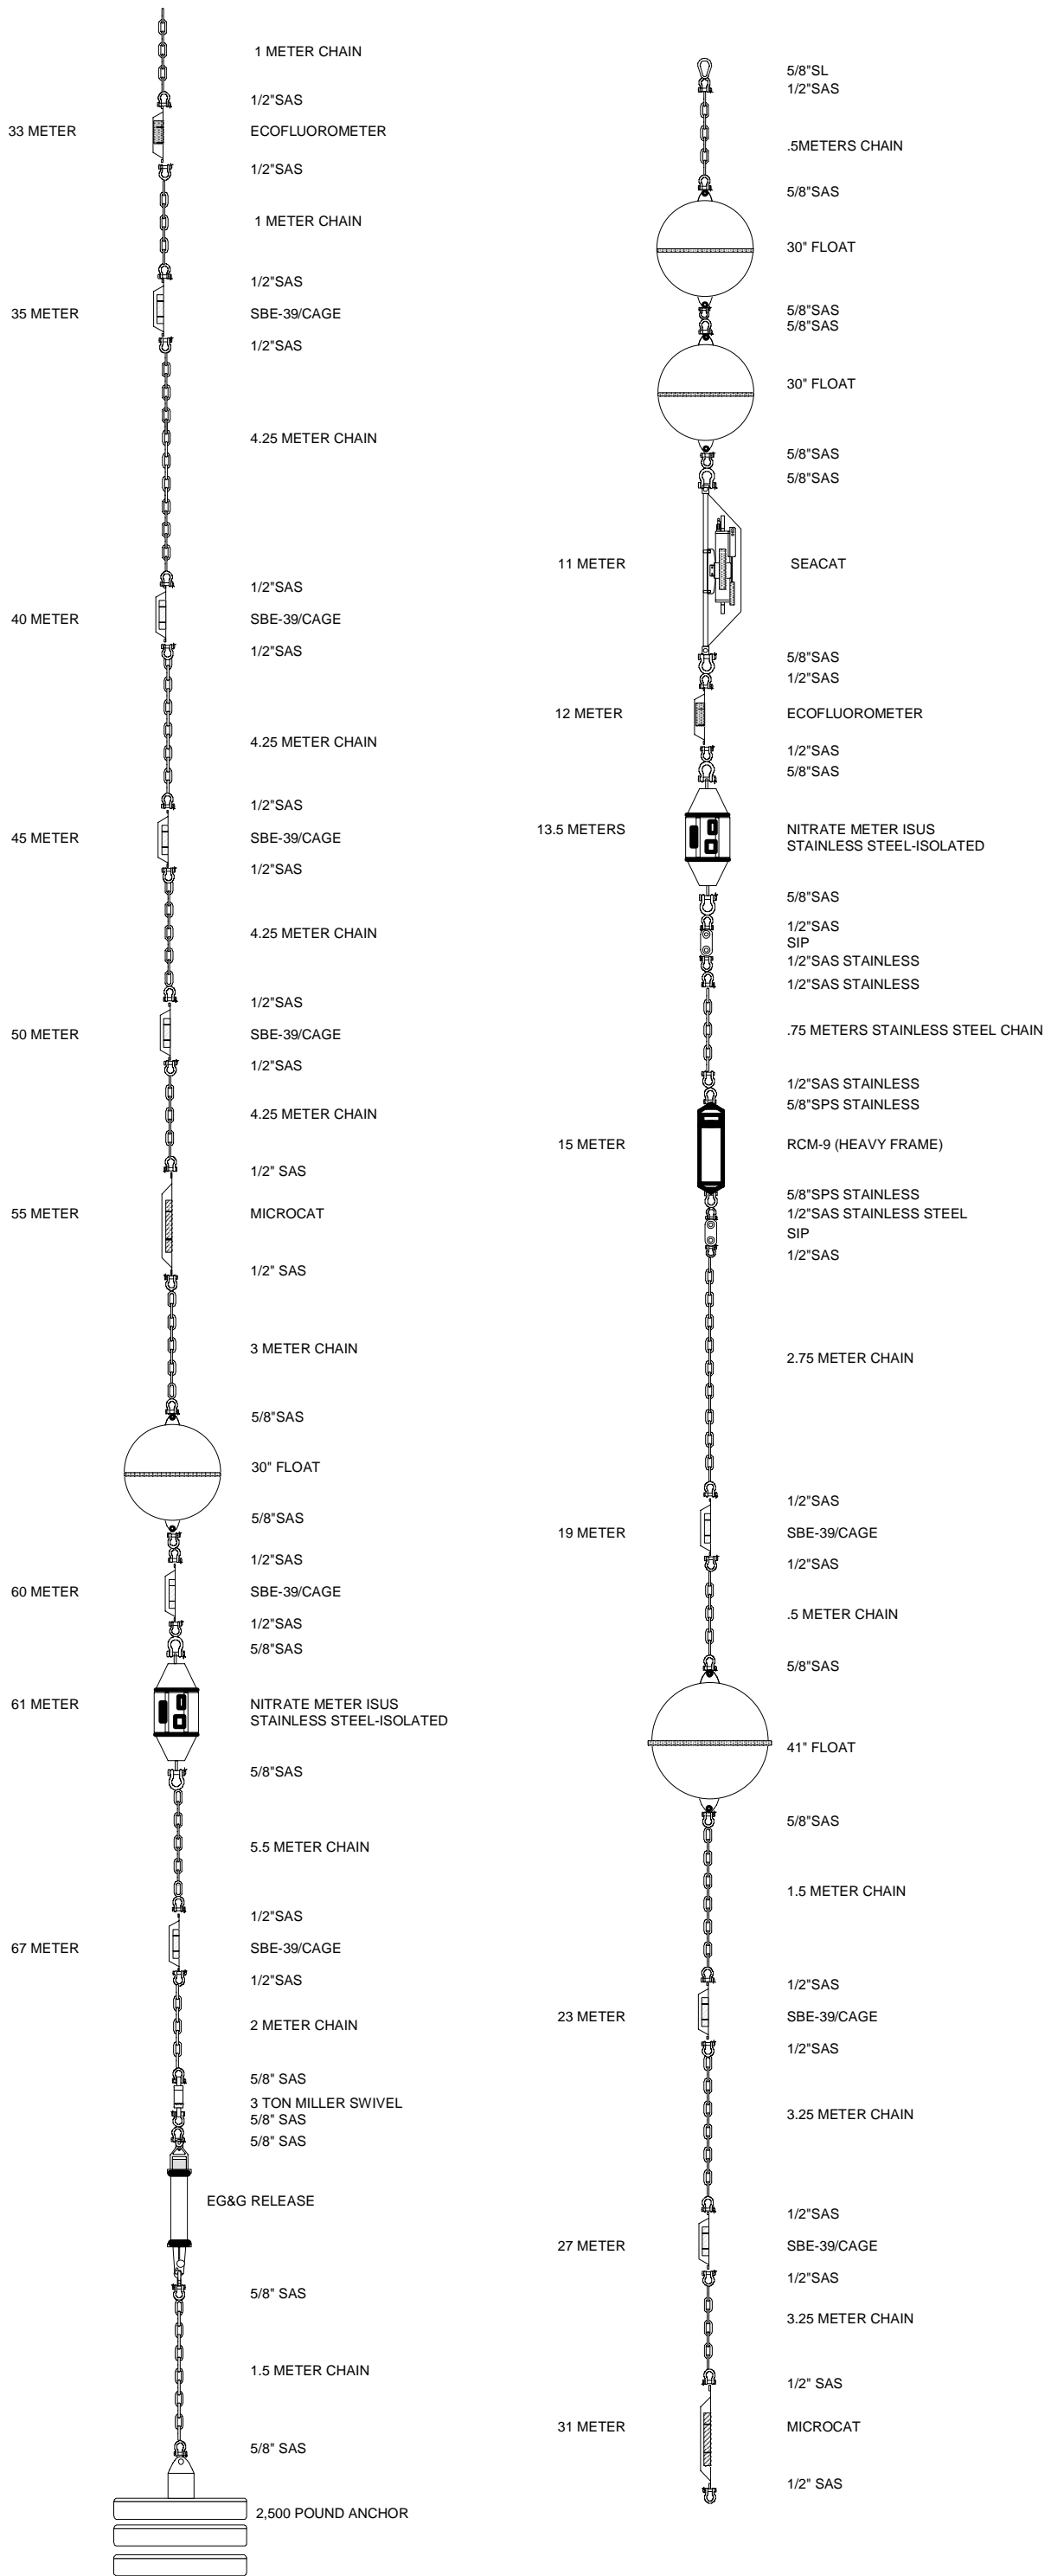 1 METER CHAIN
1/2"SAS
33 METER ECOFLUOROMETER
1/2"SAS
1 METER CHAIN
1/2"SAS
35 METER SBE-39/CAGE
1/2"SAS
4.25 METER CHAIN
1/2"SAS
40 METER SBE-39/CAGE
1/2"SAS
4.25 METER CHAIN
1/2"SAS
45 METER SBE-39/CAGE
1/2"SAS
4.25 METER CHAIN
1/2"SAS
50 METER SBE-39/CAGE
1/2"SAS
4.25 METER CHAIN
1/2" SAS
55 METER MICROCAT
1/2" SAS
3 METER CHAIN
5/8"SAS
30" FLOAT
5/8"SAS
1/2"SAS
60 METER SBE-39/CAGE
1/2"SAS
5/8"SAS
61 METER NITRATE METER ISUS
STAINLESS STEEL-ISOLATED
5/8"SAS
5.5 METER CHAIN
1/2"SAS
67 METER SBE-39/CAGE
1/2"SAS
2 METER CHAIN
5/8" SAS
3 TON MILLER SWIVEL
5/8" SAS
5/8" SAS
EG&G RELEASE
5/8" SAS
1.5 METER CHAIN
5/8" SAS
2,500 POUND ANCHOR
5/8"SL
1/2"SAS
.5METERS CHAIN
5/8"SAS
30" FLOAT
5/8"SAS
5/8"SAS
30" FLOAT
5/8"SAS
5/8"SAS
11 METER SEACAT
5/8"SAS
1/2"SAS
12 METER ECOFLUOROMETER
1/2"SAS
5/8"SAS
13.5 METERS NITRATE METER ISUS
STAINLESS STEEL-ISOLATED
5/8"SAS
1/2"SAS
SIP
1/2"SAS STAINLESS
1/2"SAS STAINLESS
.75 METERS STAINLESS STEEL CHAIN
1/2"SAS STAINLESS
5/8"SPS STAINLESS
15 METER RCM-9 (HEAVY FRAME)
5/8"SPS STAINLESS
1/2"SAS STAINLESS STEEL
SIP
1/2"SAS
2.75 METER CHAIN
1/2"SAS
19 METER SBE-39/CAGE
1/2"SAS
.5 METER CHAIN
5/8"SAS
41" FLOAT
5/8"SAS
1.5 METER CHAIN
1/2"SAS
23 METER SBE-39/CAGE
1/2"SAS
3.25 METER CHAIN
1/2"SAS
27 METER SBE-39/CAGE
1/2"SAS
3.25 METER CHAIN
1/2" SAS
31 METER MICROCAT
1/2" SAS